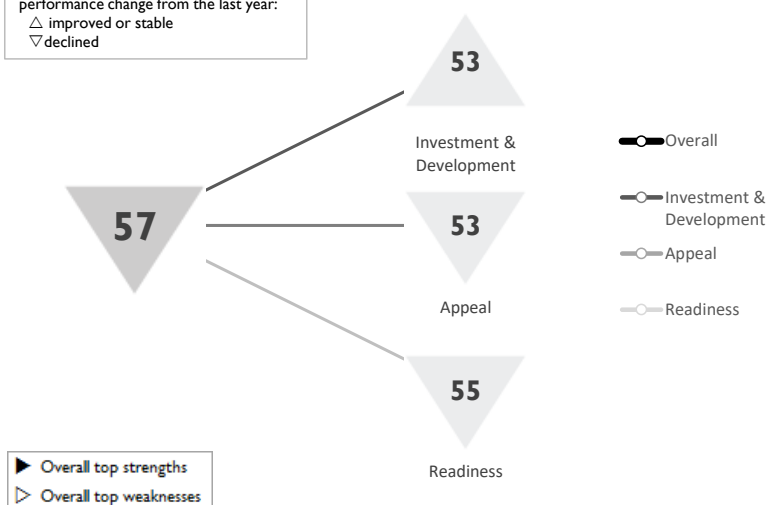 performance change from the last year:
△ improved or stable
▽ declined
53
Investment &
Development
57
53
Appeal
55
Readiness
Overall
Investment &
Development
Appeal
Readiness
▶ Overall top strengths
▷ Overall top weaknesses